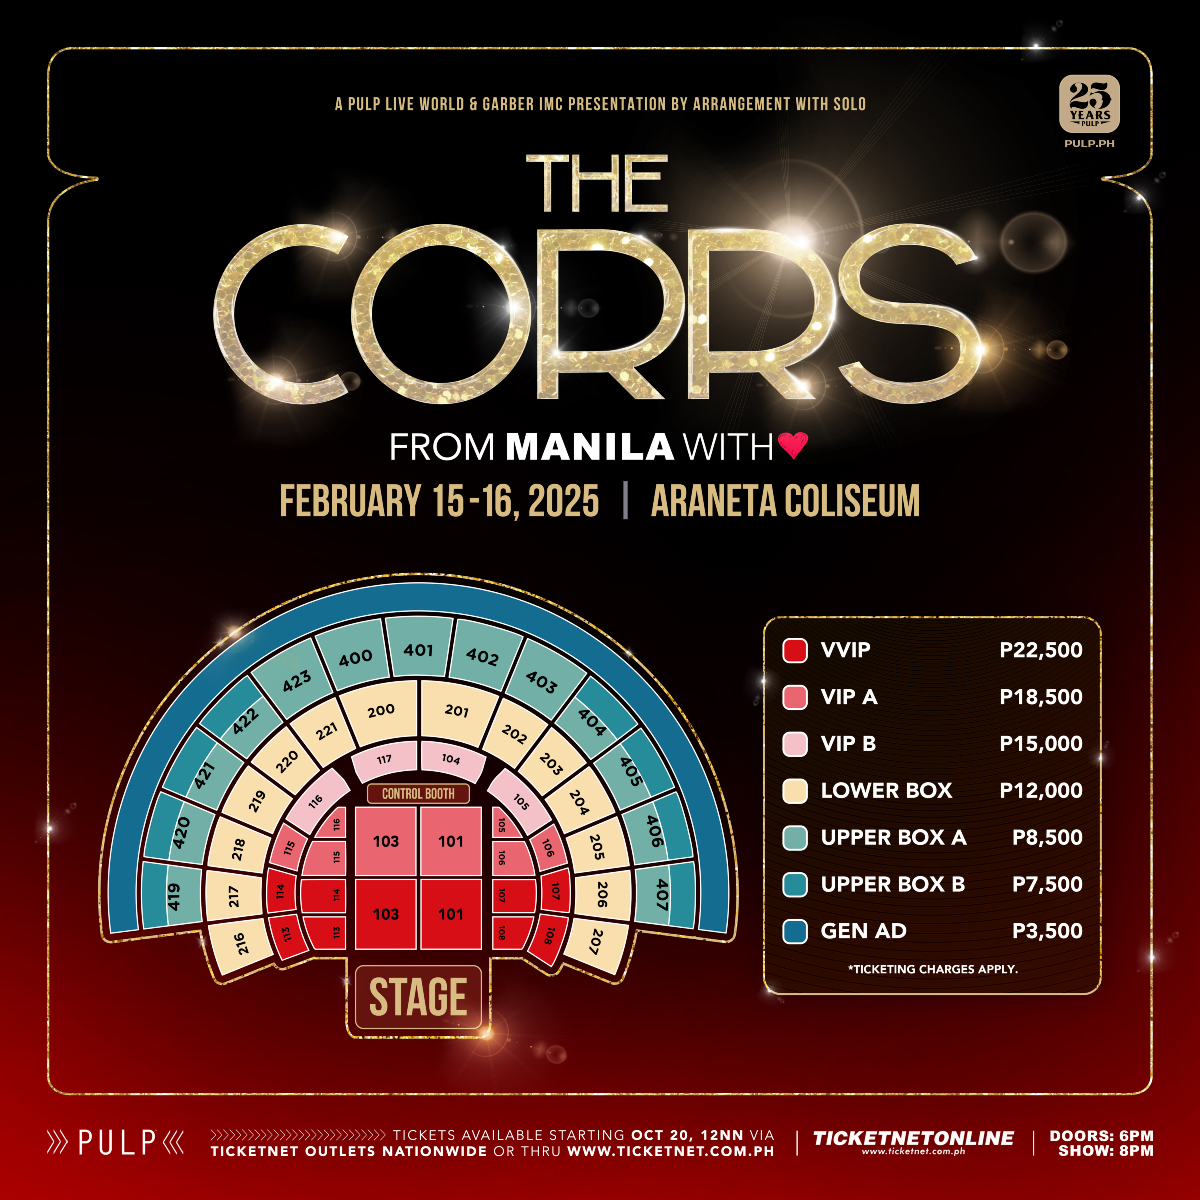 A PULP LIVE WORLD & GARBER IMC PRESENTATION BY ARRANGEMENT WITH SOLO
25
YEARS
PULP
PULP.PH
THE
CORRS
FROM MANILA WITH
FEBRUARY 15-16, 2025 | ARANETA COLISEUM
400
401
402
403
404
405
406
407
423
422
421
420
419
200
201
202
203
204
205
206
207
221
220
219
218
217
216
117
104
116
105
115
106
114
107
113
108
CONTROL BOOTH
116
115
114
113
103
101
103
101
105
106
107
108
STAGE
VVIP P22,500
VIP A P18,500
VIP B P15,000
LOWER BOX P12,000
UPPER BOX A P8,500
UPPER BOX B P7,500
GEN AD P3,500
*TICKETING CHARGES APPLY.
PULP
TICKETS AVAILABLE STARTING OCT 20, 12NN VIA
TICKETNET OUTLETS NATIONWIDE OR THRU WWW.TICKETNET.COM.PH
TICKETNETONLINE
www.ticketnet.com.ph
DOORS: 6PM
SHOW: 8PM